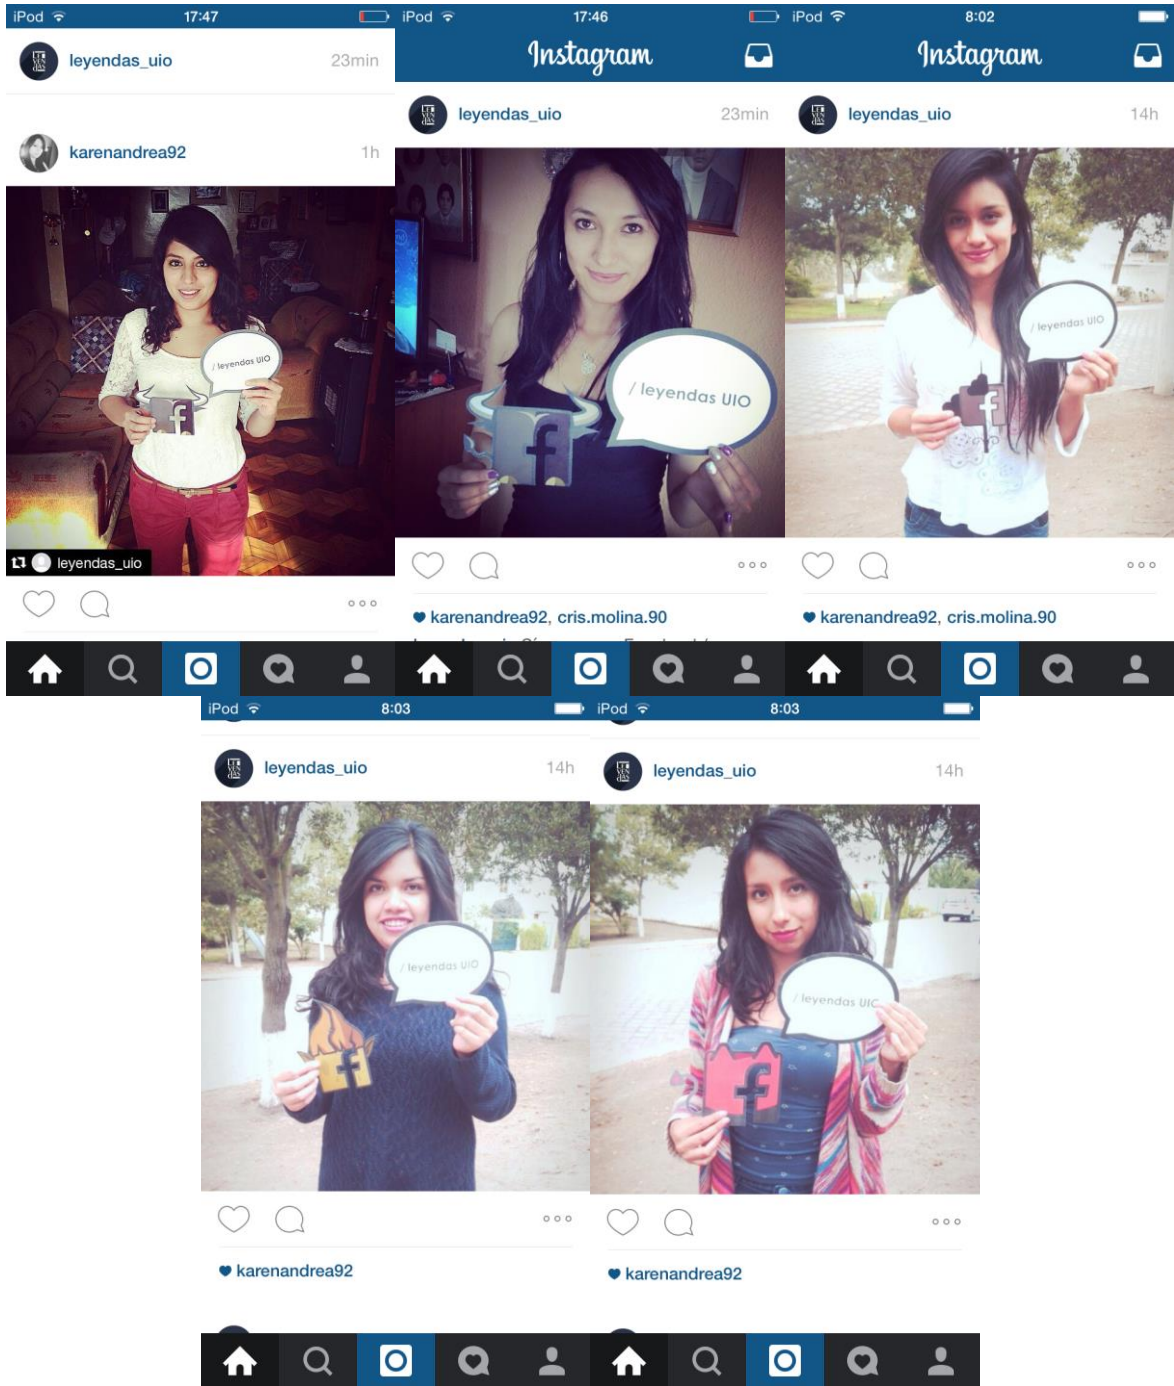 iPod 17:47
leyendas_uio 23min
karenandrea92 1h
/ leyendas UIO
f
leyendas_uio
iPod 17:46
Instagram
leyendas_uio 23min
/ leyendas UIO
f
karenandrea92, cris.molina.90
iPod 8:02
Instagram
leyendas_uio 14h
/ leyendas UIO
f
karenandrea92, cris.molina.90
iPod 8:03
leyendas_uio 14h
/ leyendas UIO
f
karenandrea92
iPod 8:03
leyendas_uio 14h
/ leyendas UIO
f
karenandrea92